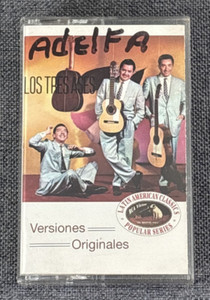 Adelfa
LOS TRES ASES
Versiones
Originales
LATIN AMERICAN CLASSICS
POPULAR SERIES